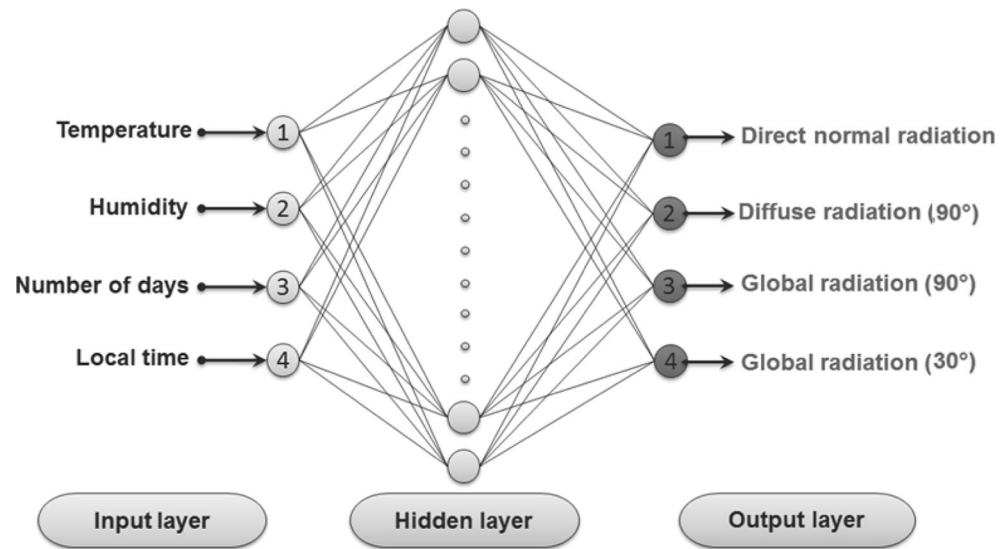 Temperature
1
1
Direct normal radiation
Humidity
2
2
Diffuse radiation (90°)
Number of days
3
3
Global radiation (90°)
Local time
4
4
Global radiation (30°)
Input layer
Hidden layer
Output layer